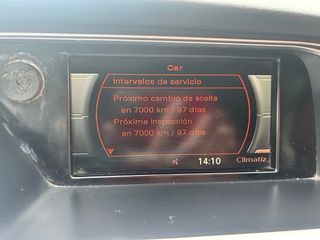 Car
Intervalos de servicio
Próximo cambio de aceite
en 7000 km / 97 días
Próxima inspección
en 7000 km / 97 días
14:10
Climatiz.